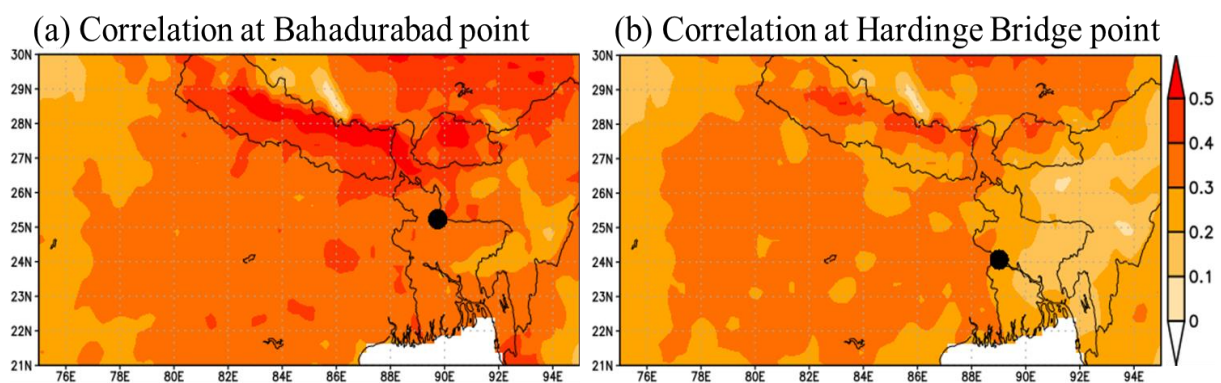 (a) Correlation at Bahadurabad point
(b) Correlation at Hardinge Bridge point
30N
29N
28N
27N
26N
25N
24N
23N
22N
21N
76E 78E 80E 82E 84E 86E 88E 90E 92E 94E
30N
29N
28N
27N
26N
25N
24N
23N
22N
21N
76E 78E 80E 82E 84E 86E 88E 90E 92E 94E
0.5
0.4
0.3
0.2
0.1
0